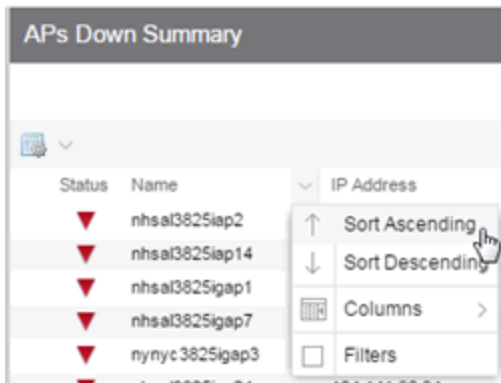 APs Down Summary
Status Name IP Address
nhsal3825iap2
Sort Ascending
nhsal3825iap14
Sort Descending
nhsal3825igap1
Columns
nhsal3825igap7
nynyc3825igap3
Filters